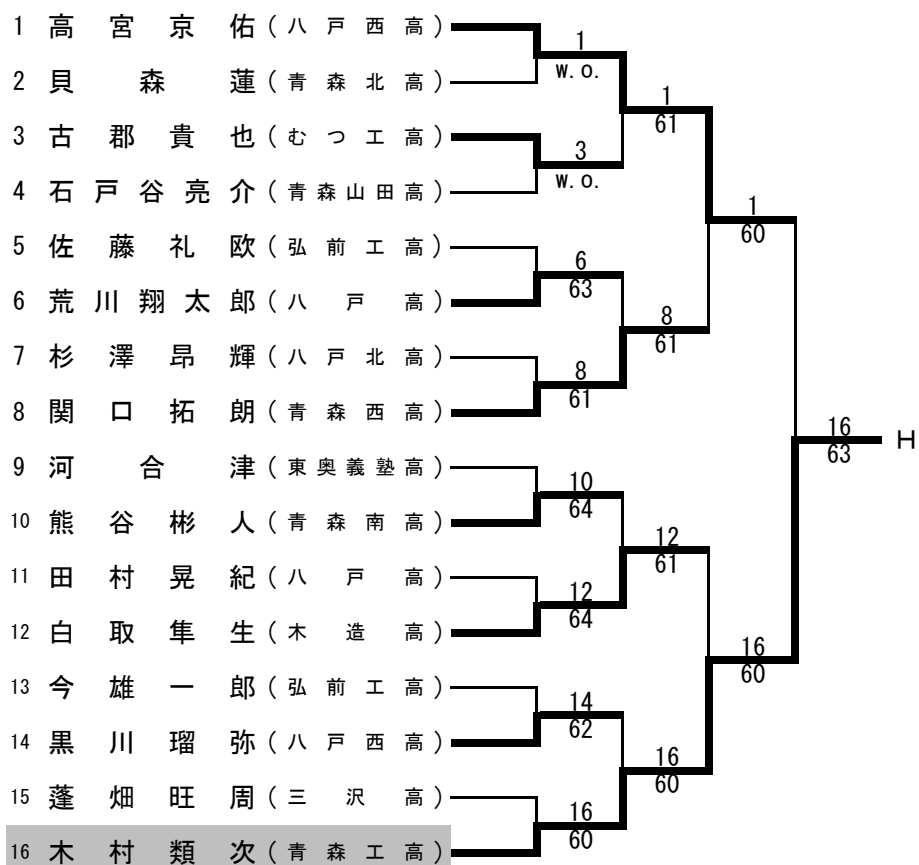 1 高宮京佑(八戸西高)
2 貝森蓮(青森北高)
3 古郡貴也(むつ工高)
4 石戸谷亮介(青森山田高)
5 佐藤礼欧(弘前工高)
6 荒川翔太郎(八戸高)
7 杉澤昂輝(八戸北高)
8 関口拓朗(青森西高)
9 河合津(東奥義塾高)
10 熊谷彬人(青森南高)
11 田村晃紀(八戸高)
12 白取隼生(木造高)
13 今雄一郎(弘前工高)
14 黒川瑠弥(八戸西高)
15 蓬畑旺周(三沢高)
16 木村類次(青森工高)
1
w.o.
3
w.o.
6
63
8
61
10
64
12
64
14
62
16
60
1
61
8
61
12
61
16
60
1
60
16
60
16
63
H